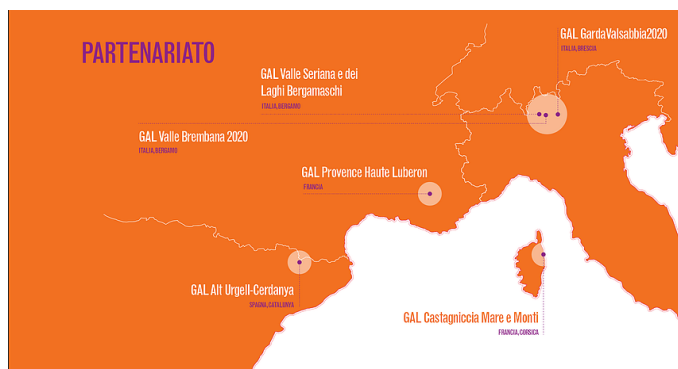 PARTENARIATO
GAL GardaValsabbia2020
ITALIA, BRESCIA
GAL Valle Seriana e dei
Laghi Bergamaschi
ITALIA, BERGAMO
GAL Valle Brembana 2020
ITALIA, BERGAMO
GAL Provence Haute Luberon
FRANCIA
GAL Alt Urgell-Cerdanya
SPAGNA, CATALUNYA
GAL Castagniccia Mare e Monti
FRANCIA, CORSICA